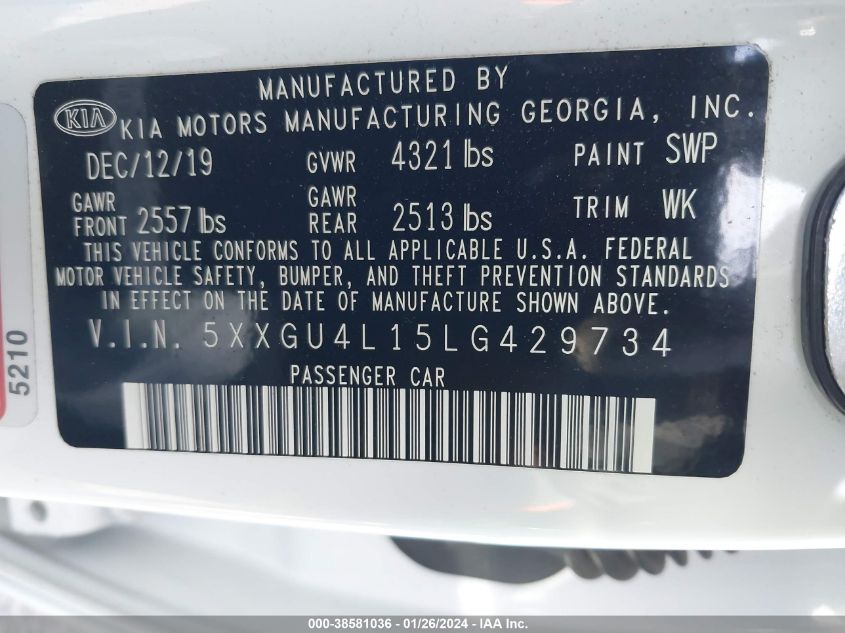 MANUFACTURED BY
KIA KIA MOTORS MANUFACTURING GEORGIA, INC.
DEC/12/19 GVWR 4321 lbs PAINT SWP
GAWR FRONT 2557 lbs GAWR REAR 2513 lbs TRIM WK
THIS VEHICLE CONFORMS TO ALL APPLICABLE U.S.A. FEDERAL
MOTOR VEHICLE SAFETY, BUMPER, AND THEFT PREVENTION STANDARDS
IN EFFECT ON THE DATE OF MANUFACTURE SHOWN ABOVE.
V.I.N. 5XXGU4L15LG429734
PASSENGER CAR
5210
000-38581036 - 01/26/2024 - IAA Inc.